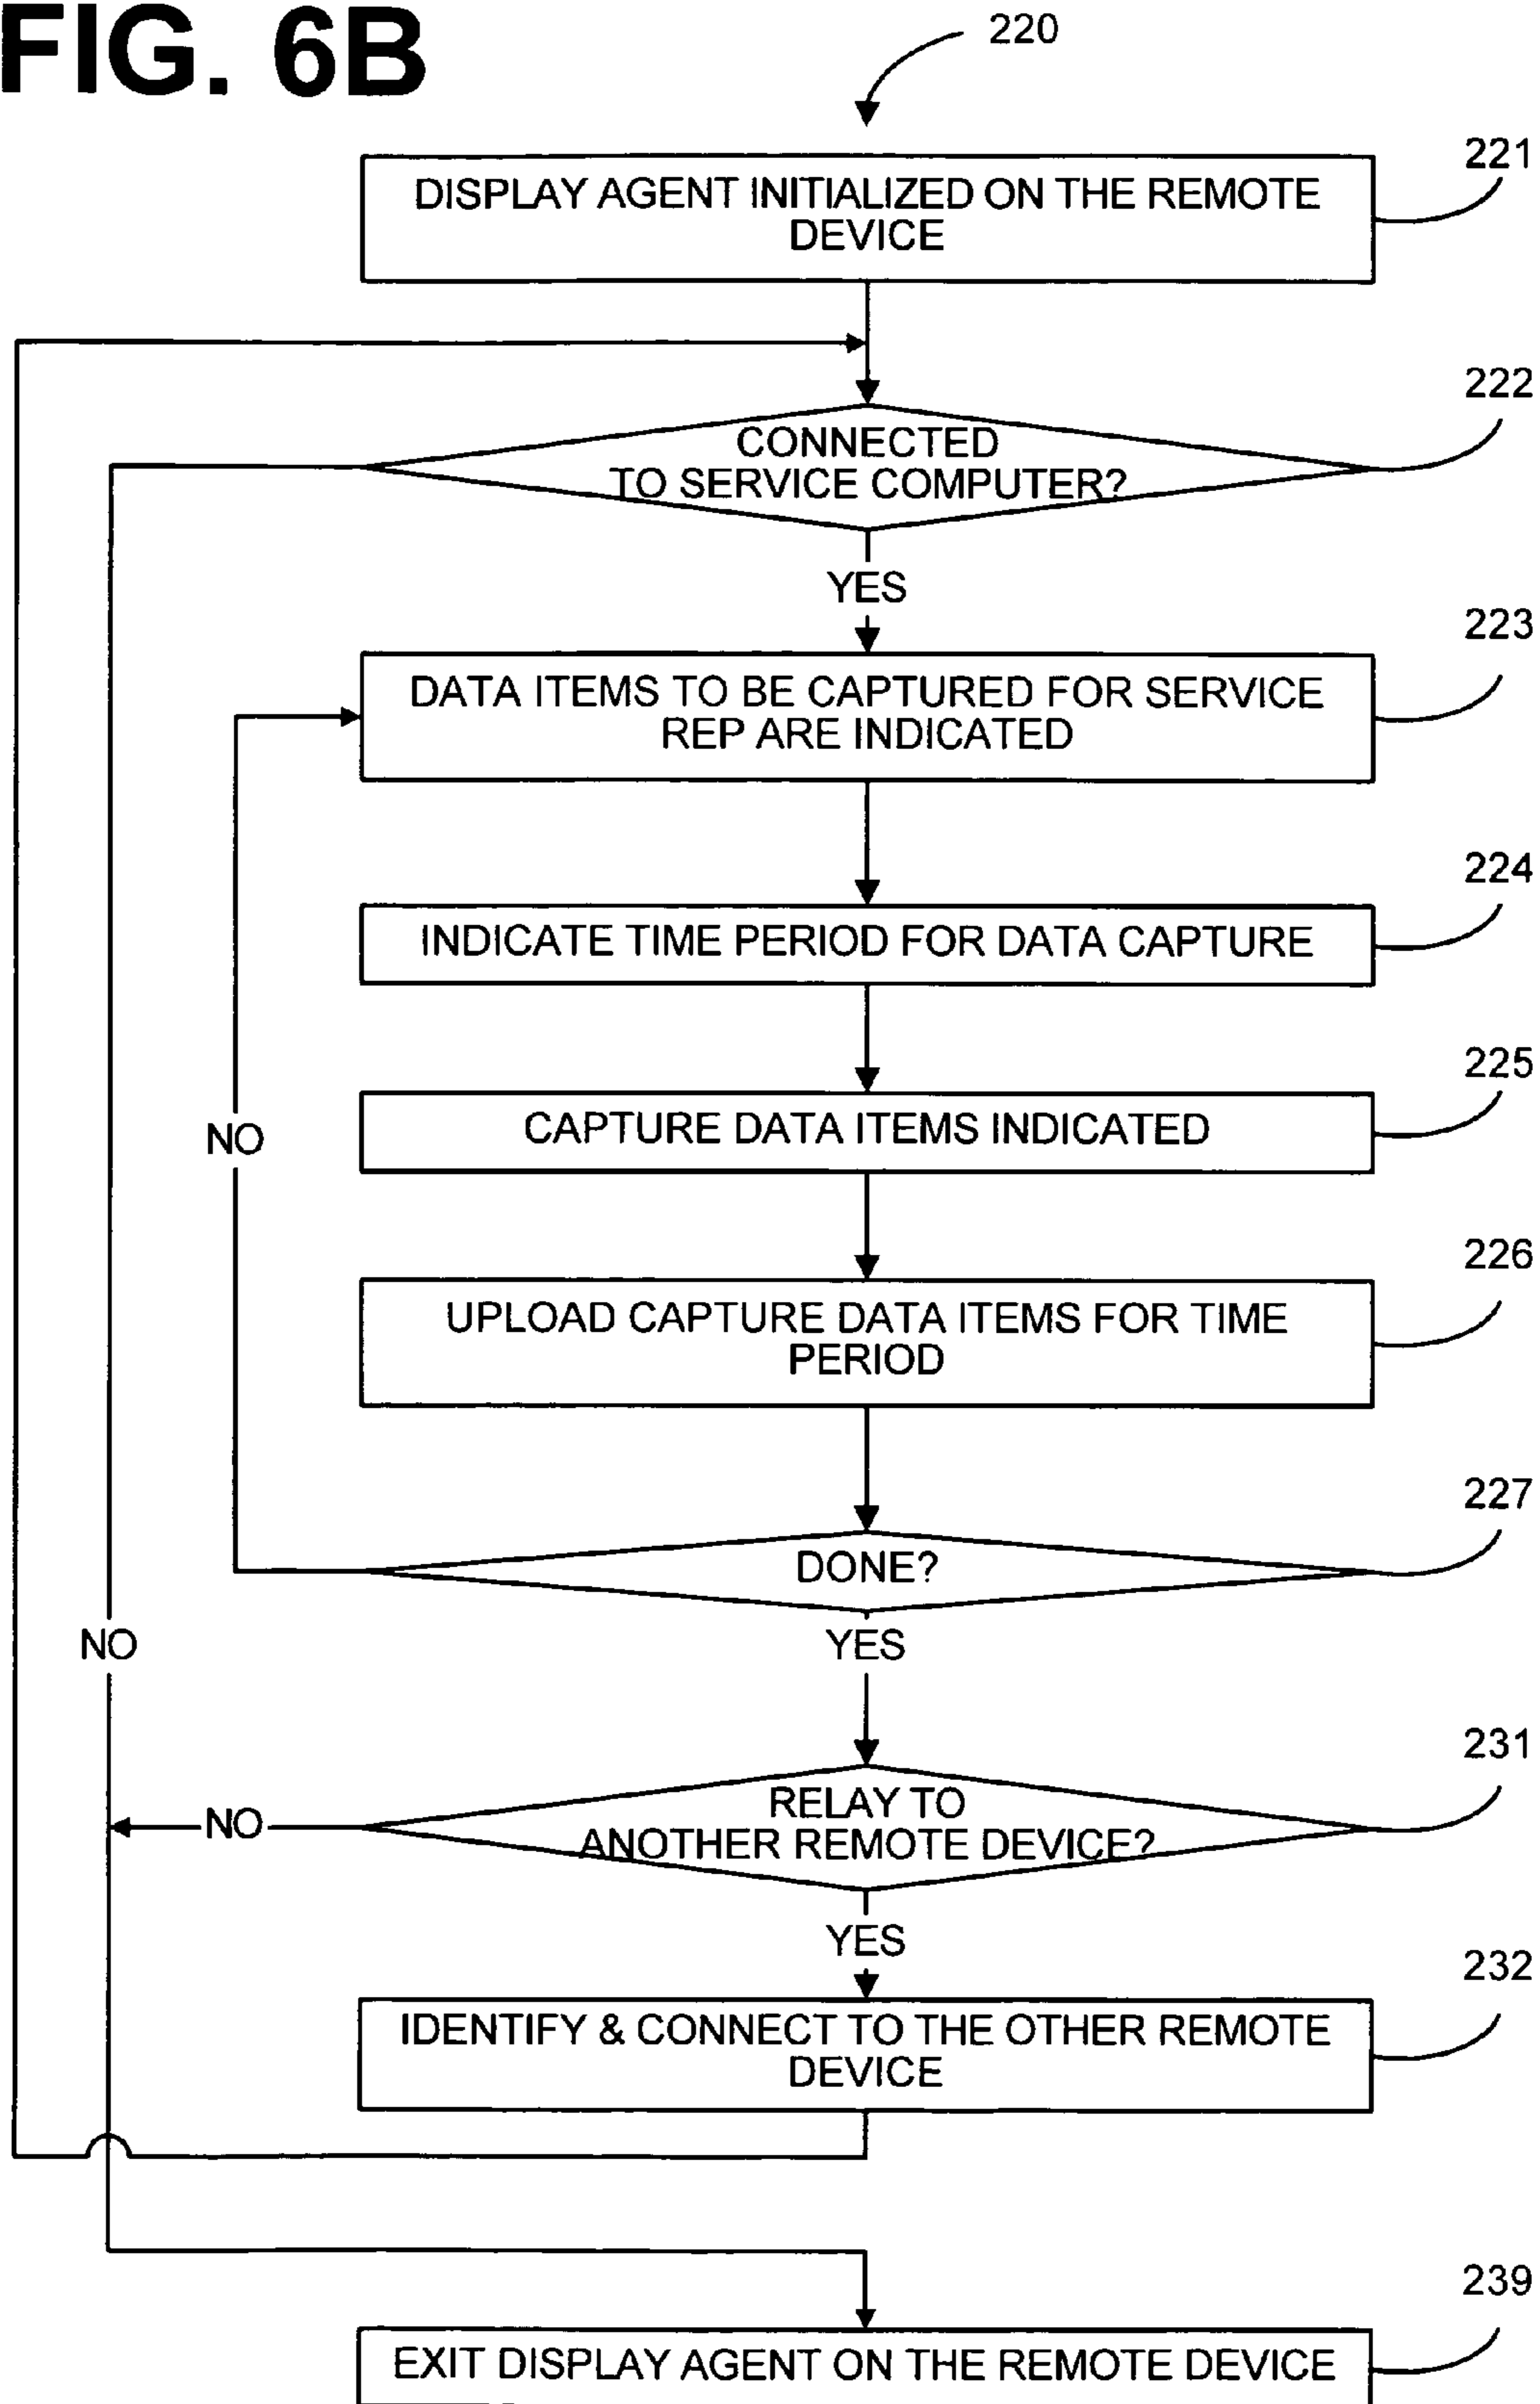 FIG. 6B
220
221
DISPLAY AGENT INITIALIZED ON THE REMOTE
DEVICE
222
CONNECTED
TO SERVICE COMPUTER?
YES
223
DATA ITEMS TO BE CAPTURED FOR SERVICE
REP ARE INDICATED
224
INDICATE TIME PERIOD FOR DATA CAPTURE
225
CAPTURE DATA ITEMS INDICATED
NO
226
UPLOAD CAPTURE DATA ITEMS FOR TIME
PERIOD
227
DONE?
NO
YES
231
RELAY TO
ANOTHER REMOTE DEVICE?
NO
YES
232
IDENTIFY & CONNECT TO THE OTHER REMOTE
DEVICE
239
EXIT DISPLAY AGENT ON THE REMOTE DEVICE